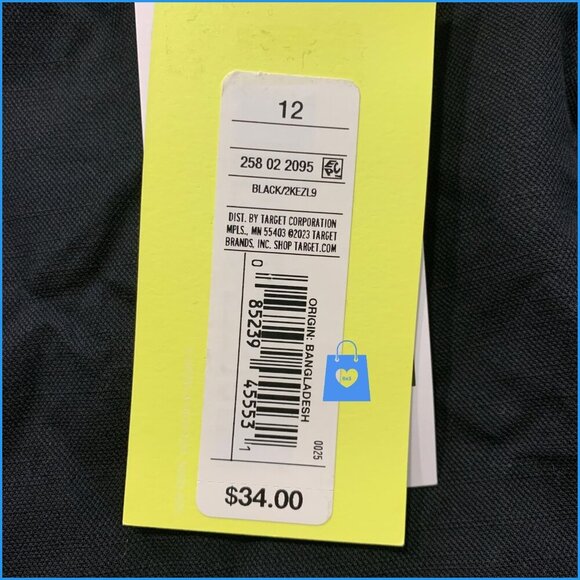 12
258 02 2095 EPC
BLACK/2KEZL9
DIST. BY TARGET CORPORATION
MPLS., MN 55403 ©2023 TARGET
BRANDS, INC. SHOP TARGET.COM
ORIGIN: BANGLADESH
0 85239 45553 1
0025
$34.00